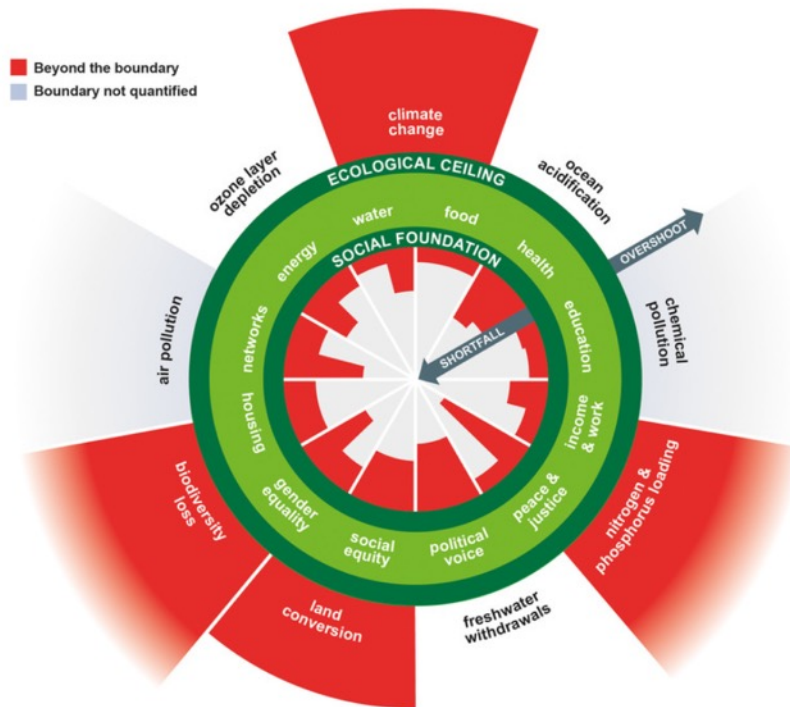 Beyond the boundary
Boundary not quantified
climate
change
ozone layer
depletion
ECOLOGICAL CEILING
ocean
acidification
water
food
energy
health
SOCIAL FOUNDATION
OVERSHOOT
air pollution
networks
SHORTFALL
education
chemical
pollution
housing
income
& work
biodiversity
loss
gender
equality
social
equity
political
voice
peace &
justice
nitrogen &
phosphorus loading
land
conversion
freshwater
withdrawals